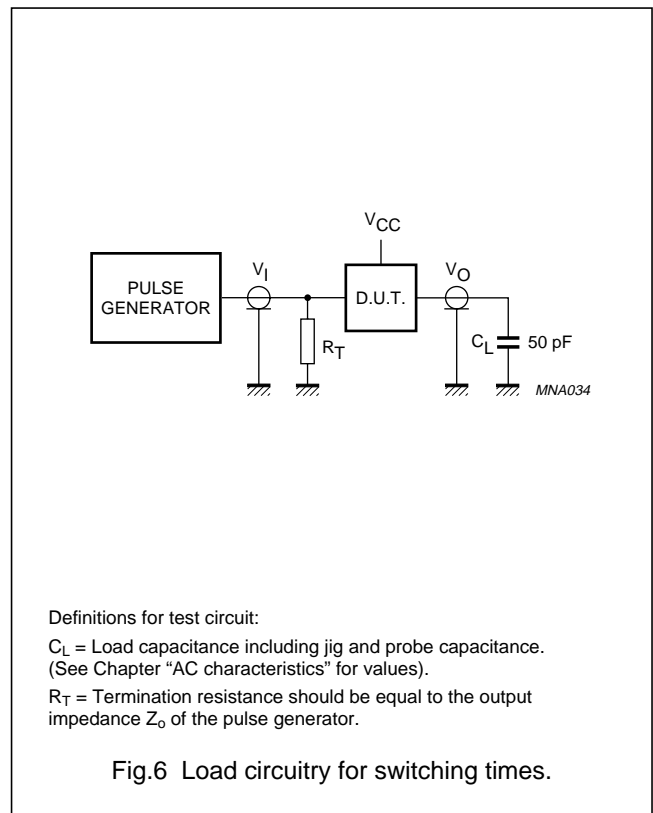 VCC
PULSE
GENERATOR
VI
D.U.T.
VO
RT
CL
50 pF
MNA034
Definitions for test circuit:
CL = Load capacitance including jig and probe capacitance.
(See Chapter “AC characteristics” for values).
RT = Termination resistance should be equal to the output
impedance Zo of the pulse generator.
Fig.6 Load circuitry for switching times.